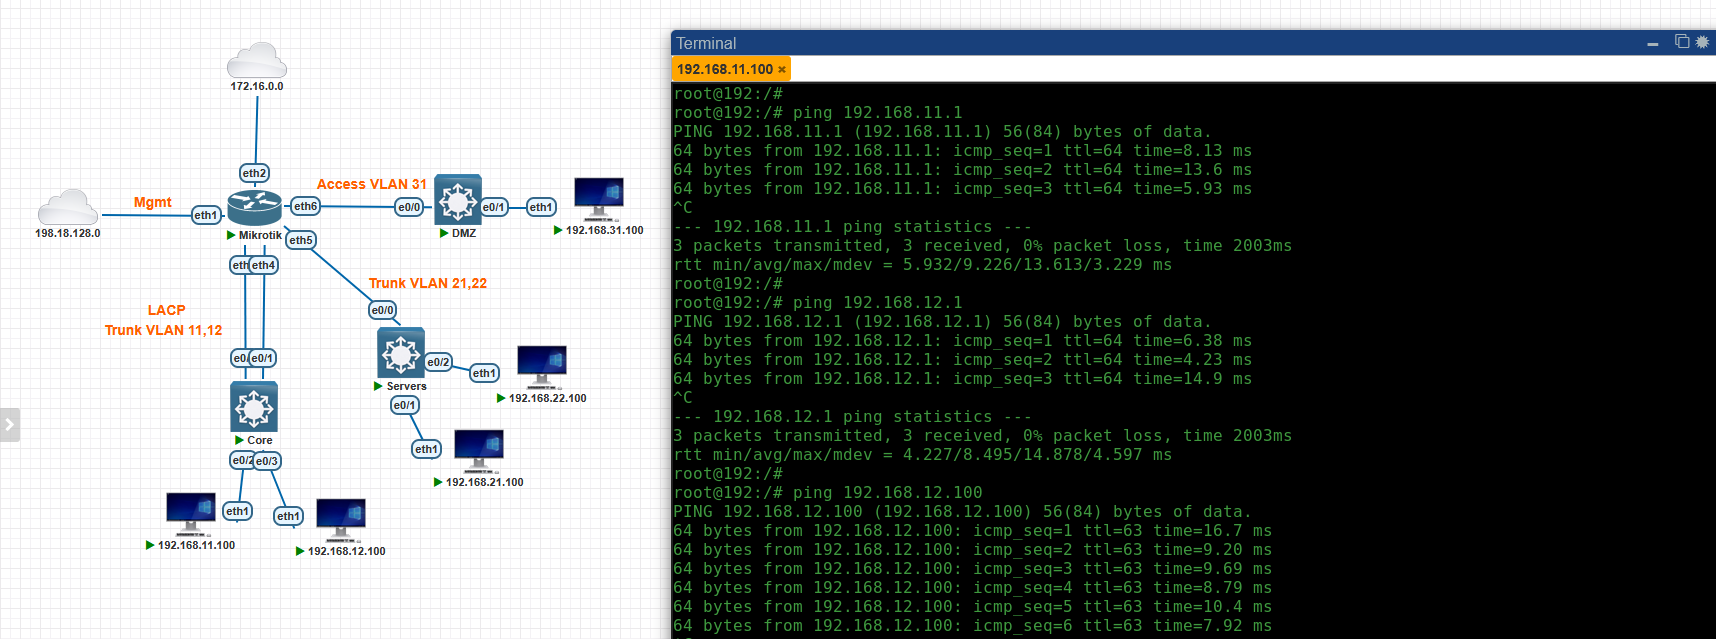 172.16.0.0
eth2
Mgmt
eth1
198.18.128.0
Mikrotik
eth6
Access VLAN 31
e0/0
DMZ
e0/1
eth1
192.168.31.100
eth5
eth4
Trunk VLAN 21,22
e0/0
LACP
Trunk VLAN 11,12
e0/1
Servers
e0/2
eth1
192.168.22.100
e0/1
eth1
192.168.21.100
Core
e0/2
e0/3
eth1
192.168.11.100
eth1
192.168.12.100
Terminal
192.168.11.100 ×
root@192:/#
root@192:/# ping 192.168.11.1
PING 192.168.11.1 (192.168.11.1) 56(84) bytes of data.
64 bytes from 192.168.11.1: icmp_seq=1 ttl=64 time=8.13 ms
64 bytes from 192.168.11.1: icmp_seq=2 ttl=64 time=13.6 ms
64 bytes from 192.168.11.1: icmp_seq=3 ttl=64 time=5.93 ms
^C
--- 192.168.11.1 ping statistics ---
3 packets transmitted, 3 received, 0% packet loss, time 2003ms
rtt min/avg/max/mdev = 5.932/9.226/13.613/3.229 ms
root@192:/#
root@192:/# ping 192.168.12.1
PING 192.168.12.1 (192.168.12.1) 56(84) bytes of data.
64 bytes from 192.168.12.1: icmp_seq=1 ttl=64 time=6.38 ms
64 bytes from 192.168.12.1: icmp_seq=2 ttl=64 time=4.23 ms
64 bytes from 192.168.12.1: icmp_seq=3 ttl=64 time=14.9 ms
^C
--- 192.168.12.1 ping statistics ---
3 packets transmitted, 3 received, 0% packet loss, time 2003ms
rtt min/avg/max/mdev = 4.227/8.495/14.878/4.597 ms
root@192:/#
root@192:/# ping 192.168.12.100
PING 192.168.12.100 (192.168.12.100) 56(84) bytes of data.
64 bytes from 192.168.12.100: icmp_seq=1 ttl=63 time=16.7 ms
64 bytes from 192.168.12.100: icmp_seq=2 ttl=63 time=9.20 ms
64 bytes from 192.168.12.100: icmp_seq=3 ttl=63 time=9.69 ms
64 bytes from 192.168.12.100: icmp_seq=4 ttl=63 time=8.79 ms
64 bytes from 192.168.12.100: icmp_seq=5 ttl=63 time=10.4 ms
64 bytes from 192.168.12.100: icmp_seq=6 ttl=63 time=7.92 ms